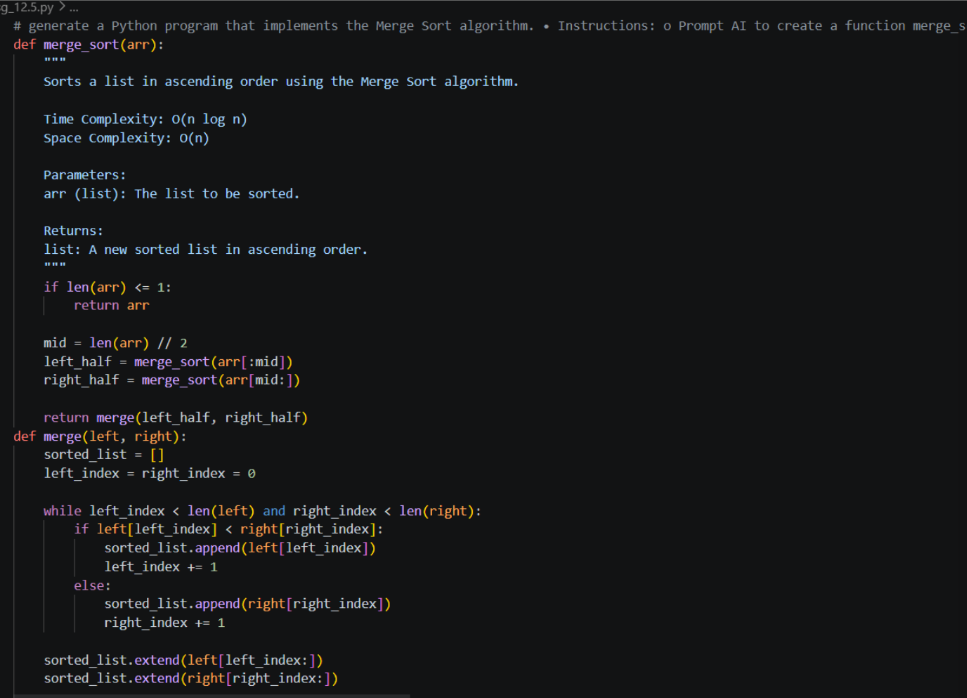 g_12.5.py > ...
# generate a Python program that implements the Merge Sort algorithm. • Instructions: o Prompt AI to create a function merge_s
def merge_sort(arr):
    """
    Sorts a list in ascending order using the Merge Sort algorithm.

    Time Complexity: O(n log n)
    Space Complexity: O(n)

    Parameters:
    arr (list): The list to be sorted.

    Returns:
    list: A new sorted list in ascending order.
    """
    if len(arr) <= 1:
        return arr

    mid = len(arr) // 2
    left_half = merge_sort(arr[:mid])
    right_half = merge_sort(arr[mid:])

    return merge(left_half, right_half)
def merge(left, right):
    sorted_list = []
    left_index = right_index = 0

    while left_index < len(left) and right_index < len(right):
        if left[left_index] < right[right_index]:
            sorted_list.append(left[left_index])
            left_index += 1
        else:
            sorted_list.append(right[right_index])
            right_index += 1

    sorted_list.extend(left[left_index:])
    sorted_list.extend(right[right_index:])